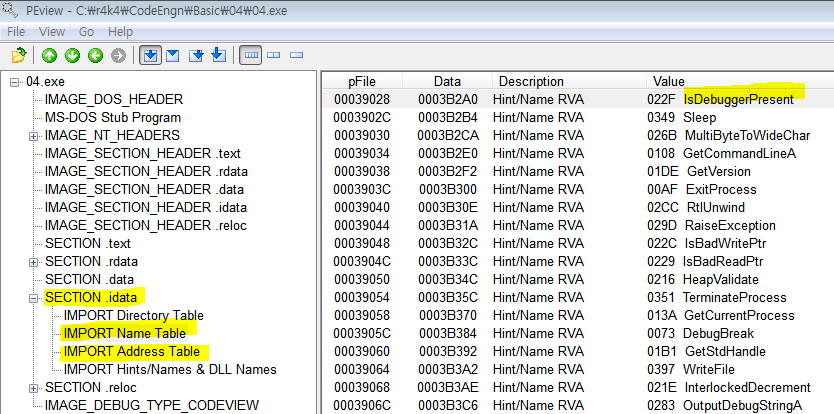 PEview - C:₩r4k4₩CodeEngn₩Basic₩04₩04.exe
File View Go Help
04.exe
IMAGE_DOS_HEADER
MS-DOS Stub Program
IMAGE_NT_HEADERS
IMAGE_SECTION_HEADER .text
IMAGE_SECTION_HEADER .rdata
IMAGE_SECTION_HEADER .data
IMAGE_SECTION_HEADER .idata
IMAGE_SECTION_HEADER .reloc
SECTION .text
SECTION .rdata
SECTION .data
SECTION .idata
IMPORT Directory Table
IMPORT Name Table
IMPORT Address Table
IMPORT Hints/Names & DLL Names
SECTION .reloc
IMAGE_DEBUG_TYPE_CODEVIEW
pFile Data Description Value
00039028 0003B2A0 Hint/Name RVA 022F IsDebuggerPresent
0003902C 0003B2B4 Hint/Name RVA 0349 Sleep
00039030 0003B2CA Hint/Name RVA 026B MultiByteToWideChar
00039034 0003B2E0 Hint/Name RVA 0108 GetCommandLineA
00039038 0003B2F2 Hint/Name RVA 01DE GetVersion
0003903C 0003B300 Hint/Name RVA 00AF ExitProcess
00039040 0003B30E Hint/Name RVA 02CC RtlUnwind
00039044 0003B31A Hint/Name RVA 029D RaiseException
00039048 0003B32C Hint/Name RVA 022C IsBadWritePtr
0003904C 0003B33C Hint/Name RVA 0229 IsBadReadPtr
00039050 0003B34C Hint/Name RVA 0216 HeapValidate
00039054 0003B35C Hint/Name RVA 0351 TerminateProcess
00039058 0003B370 Hint/Name RVA 013A GetCurrentProcess
0003905C 0003B384 Hint/Name RVA 0073 DebugBreak
00039060 0003B392 Hint/Name RVA 01B1 GetStdHandle
00039064 0003B3A2 Hint/Name RVA 0397 WriteFile
00039068 0003B3AE Hint/Name RVA 021E InterlockedDecrement
0003906C 0003B3C6 Hint/Name RVA 0283 OutputDebugStringA